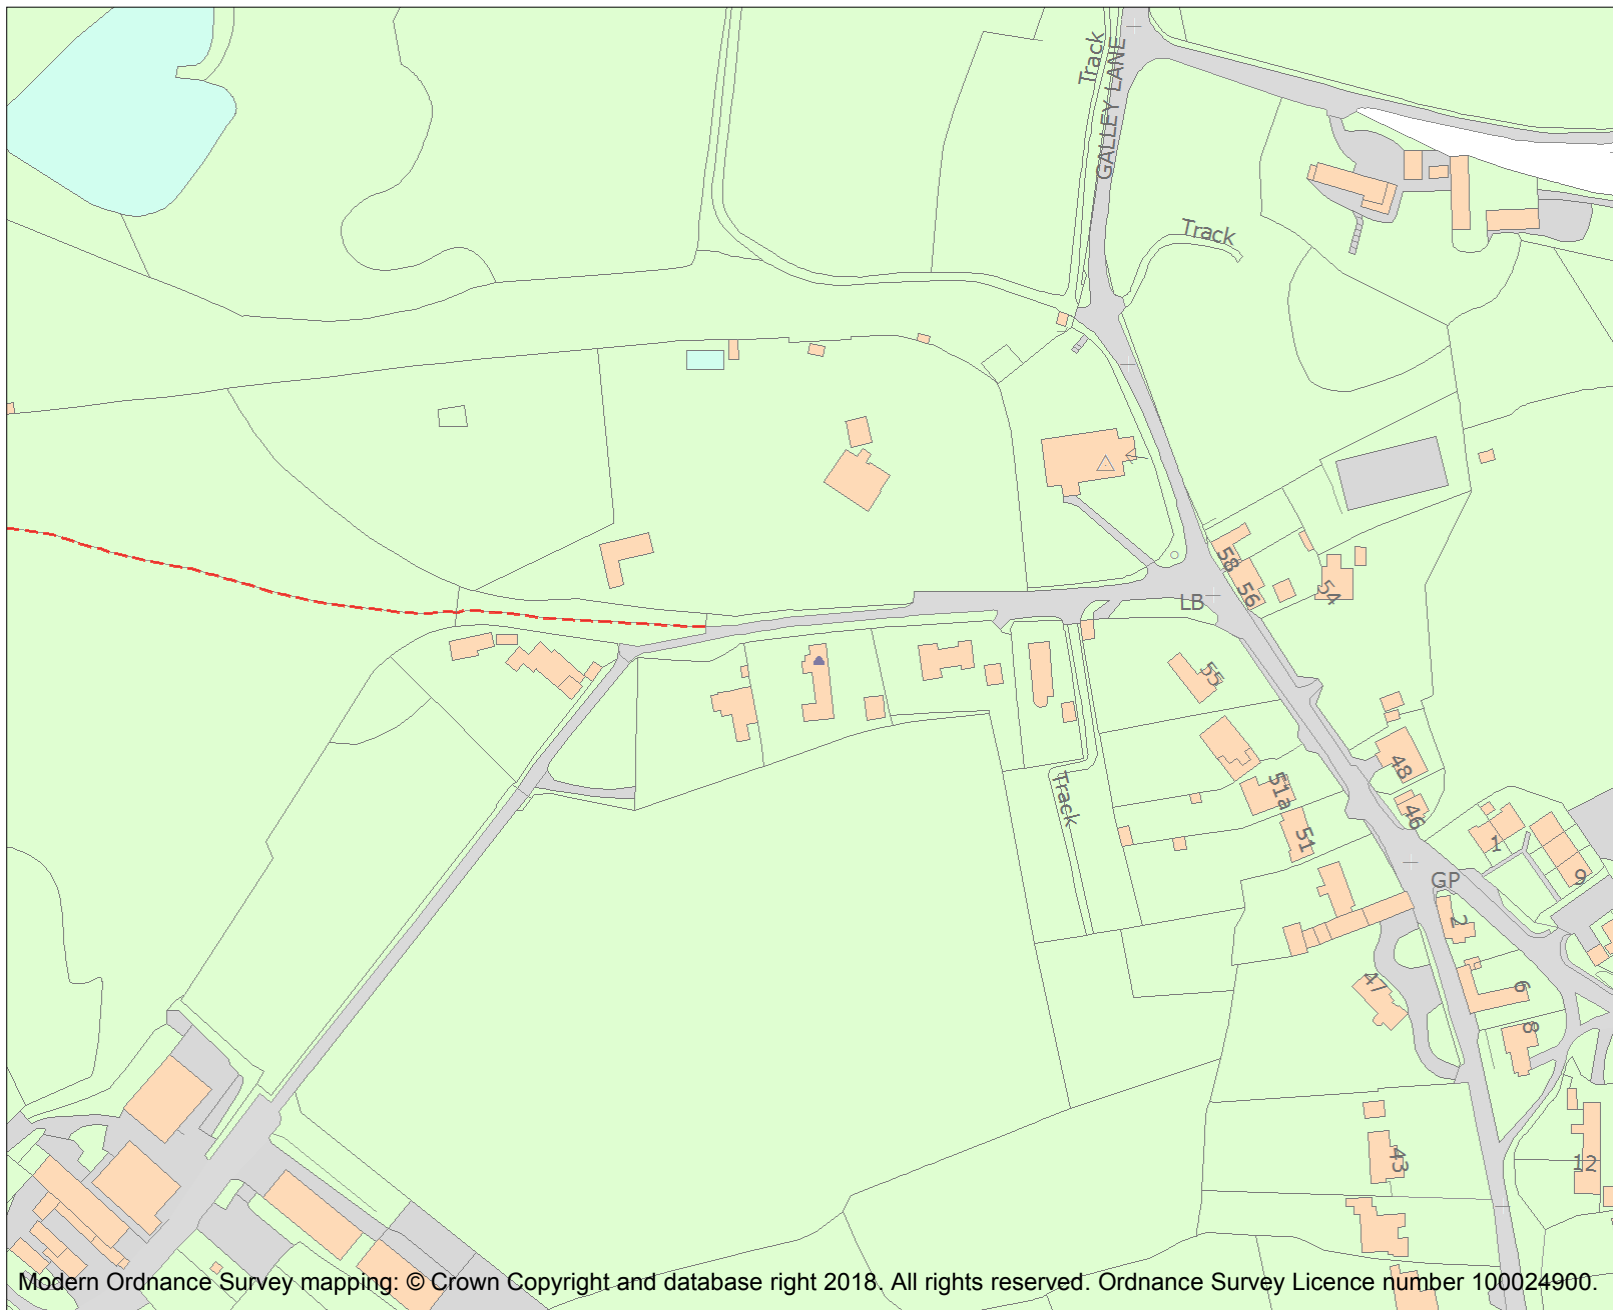 Track
GALLEY LANE
Track
58
56
54
LB
55
48
51a
46
Track
51
1
9
GP
2
47
6
8
43
12
Modern Ordnance Survey mapping: © Crown Copyright and database right 2018. All rights reserved. Ordnance Survey Licence number 100024900.